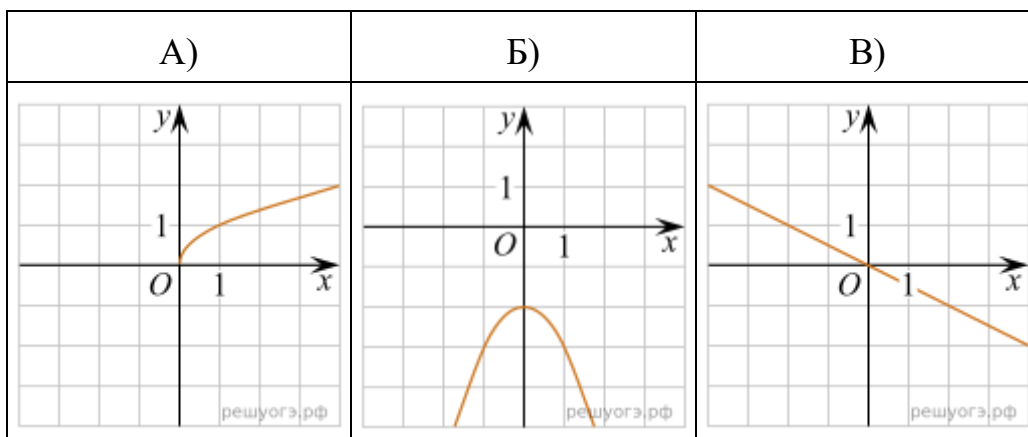 А) Б) В)
y y y
1 1 1
O 1 x O 1 x O 1 x
решуогэ.рф решуогэ.рф решуогэ.рф